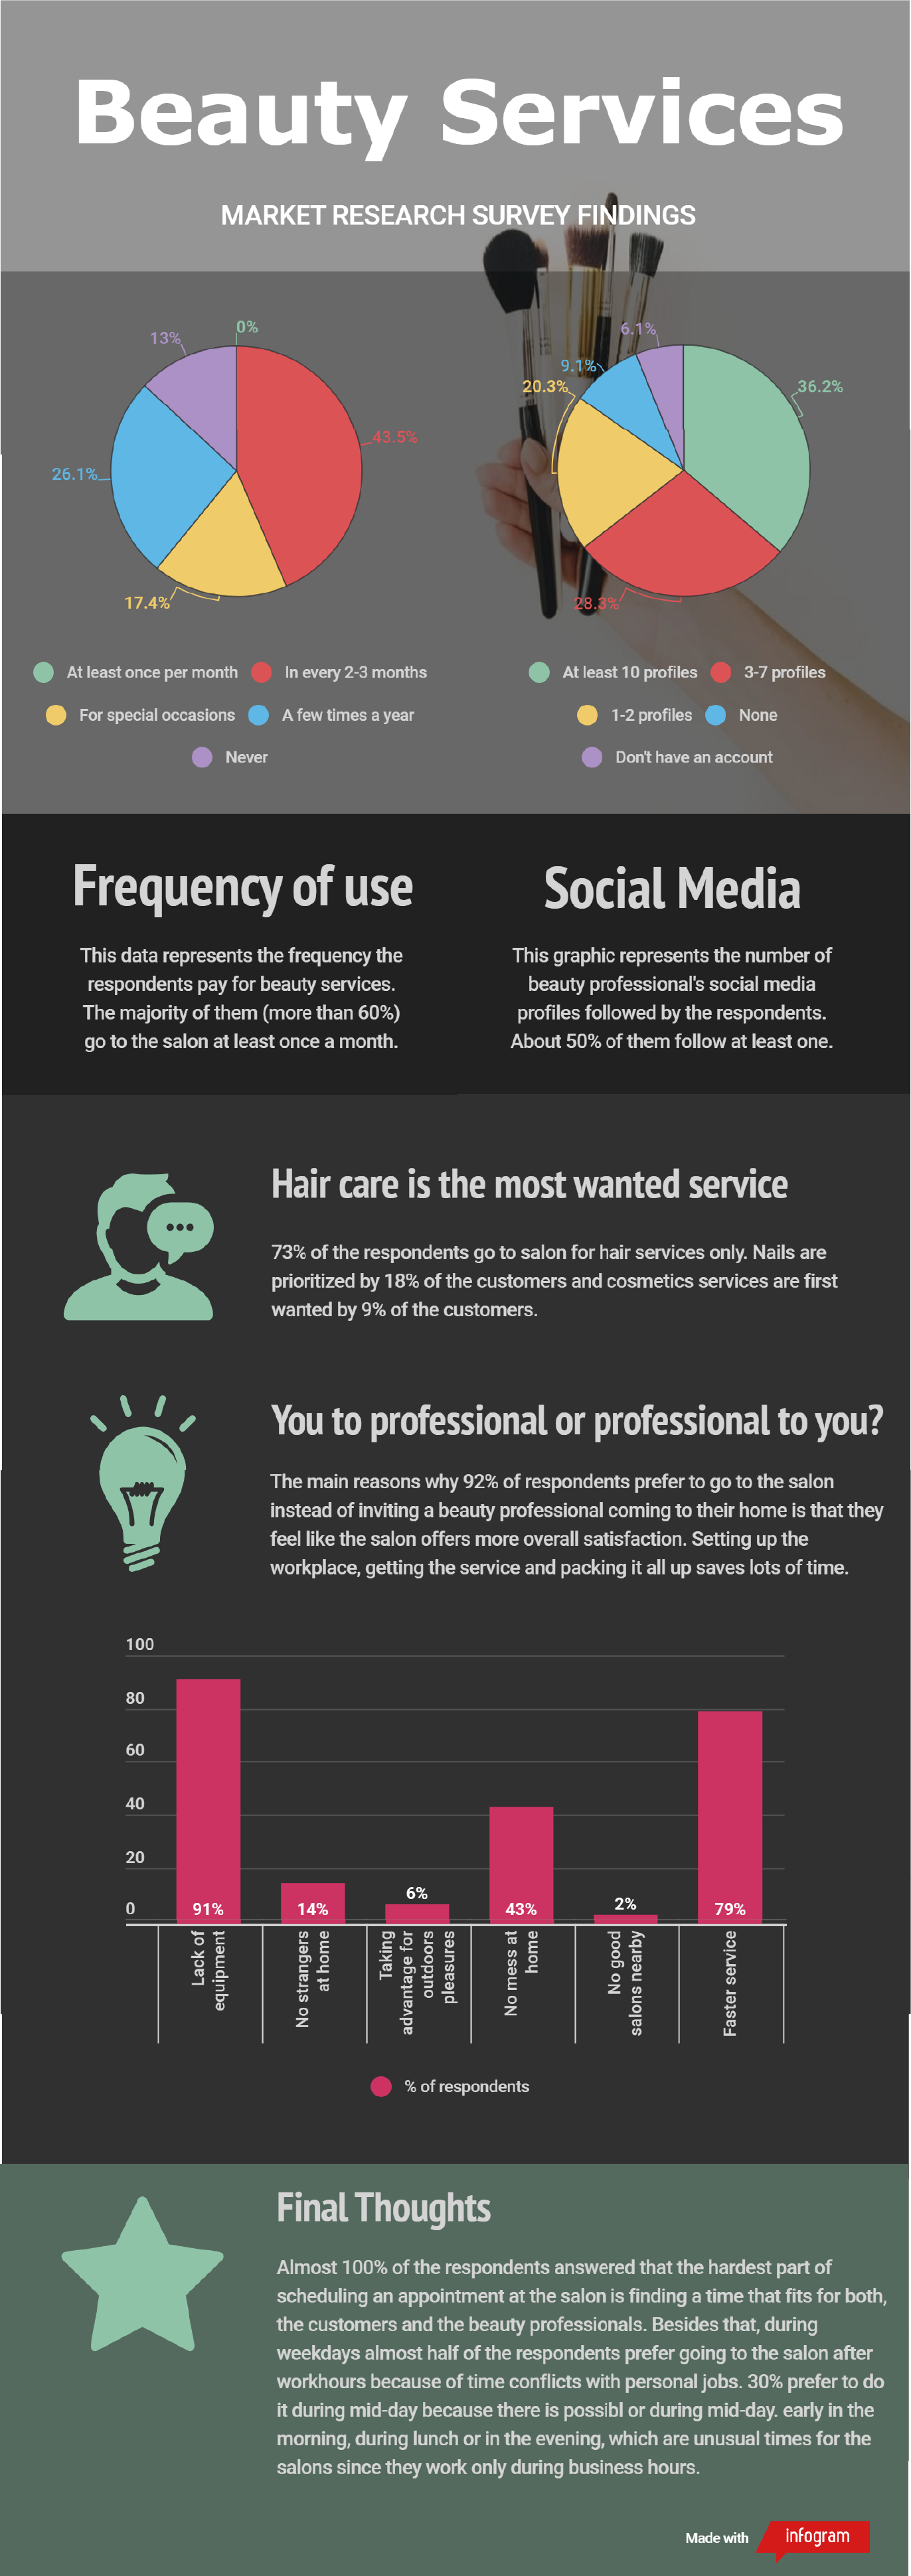 Beauty Services
MARKET RESEARCH SURVEY FINDINGS
0%
13%
43.5%
26.1%
17.4%
At least once per month
In every 2-3 months
For special occasions
A few times a year
Never
6.1%
9.1%
20.3%
36.2%
28.3%
At least 10 profiles
3-7 profiles
1-2 profiles
None
Don't have an account
Frequency of use
This data represents the frequency the
respondents pay for beauty services.
The majority of them (more than 60%)
go to the salon at least once a month.
Social Media
This graphic represents the number of
beauty professional's social media
profiles followed by the respondents.
About 50% of them follow at least one.
Hair care is the most wanted service
73% of the respondents go to salon for hair services only. Nails are
prioritized by 18% of the customers and cosmetics services are first
wanted by 9% of the customers.
You to professional or professional to you?
The main reasons why 92% of respondents prefer to go to the salon
instead of inviting a beauty professional coming to their home is that they
feel like the salon offers more overall satisfaction. Setting up the
workplace, getting the service and packing it all up saves lots of time.
100
80
60
40
20
0
91%
14%
6%
43%
2%
79%
Lack of
equipment
No strangers
at home
Taking
advantage for
outdoors
pleasures
No mess at
home
No good
salons nearby
Faster service
% of respondents
Final Thoughts
Almost 100% of the respondents answered that the hardest part of
scheduling an appointment at the salon is finding a time that fits for both,
the customers and the beauty professionals. Besides that, during
weekdays almost half of the respondents prefer going to the salon after
workhours because of time conflicts with personal jobs. 30% prefer to do
it during mid-day because there is possibl or during mid-day. early in the
morning, during lunch or in the evening, which are unusual times for the
salons since they work only during business hours.
Made with
infogram